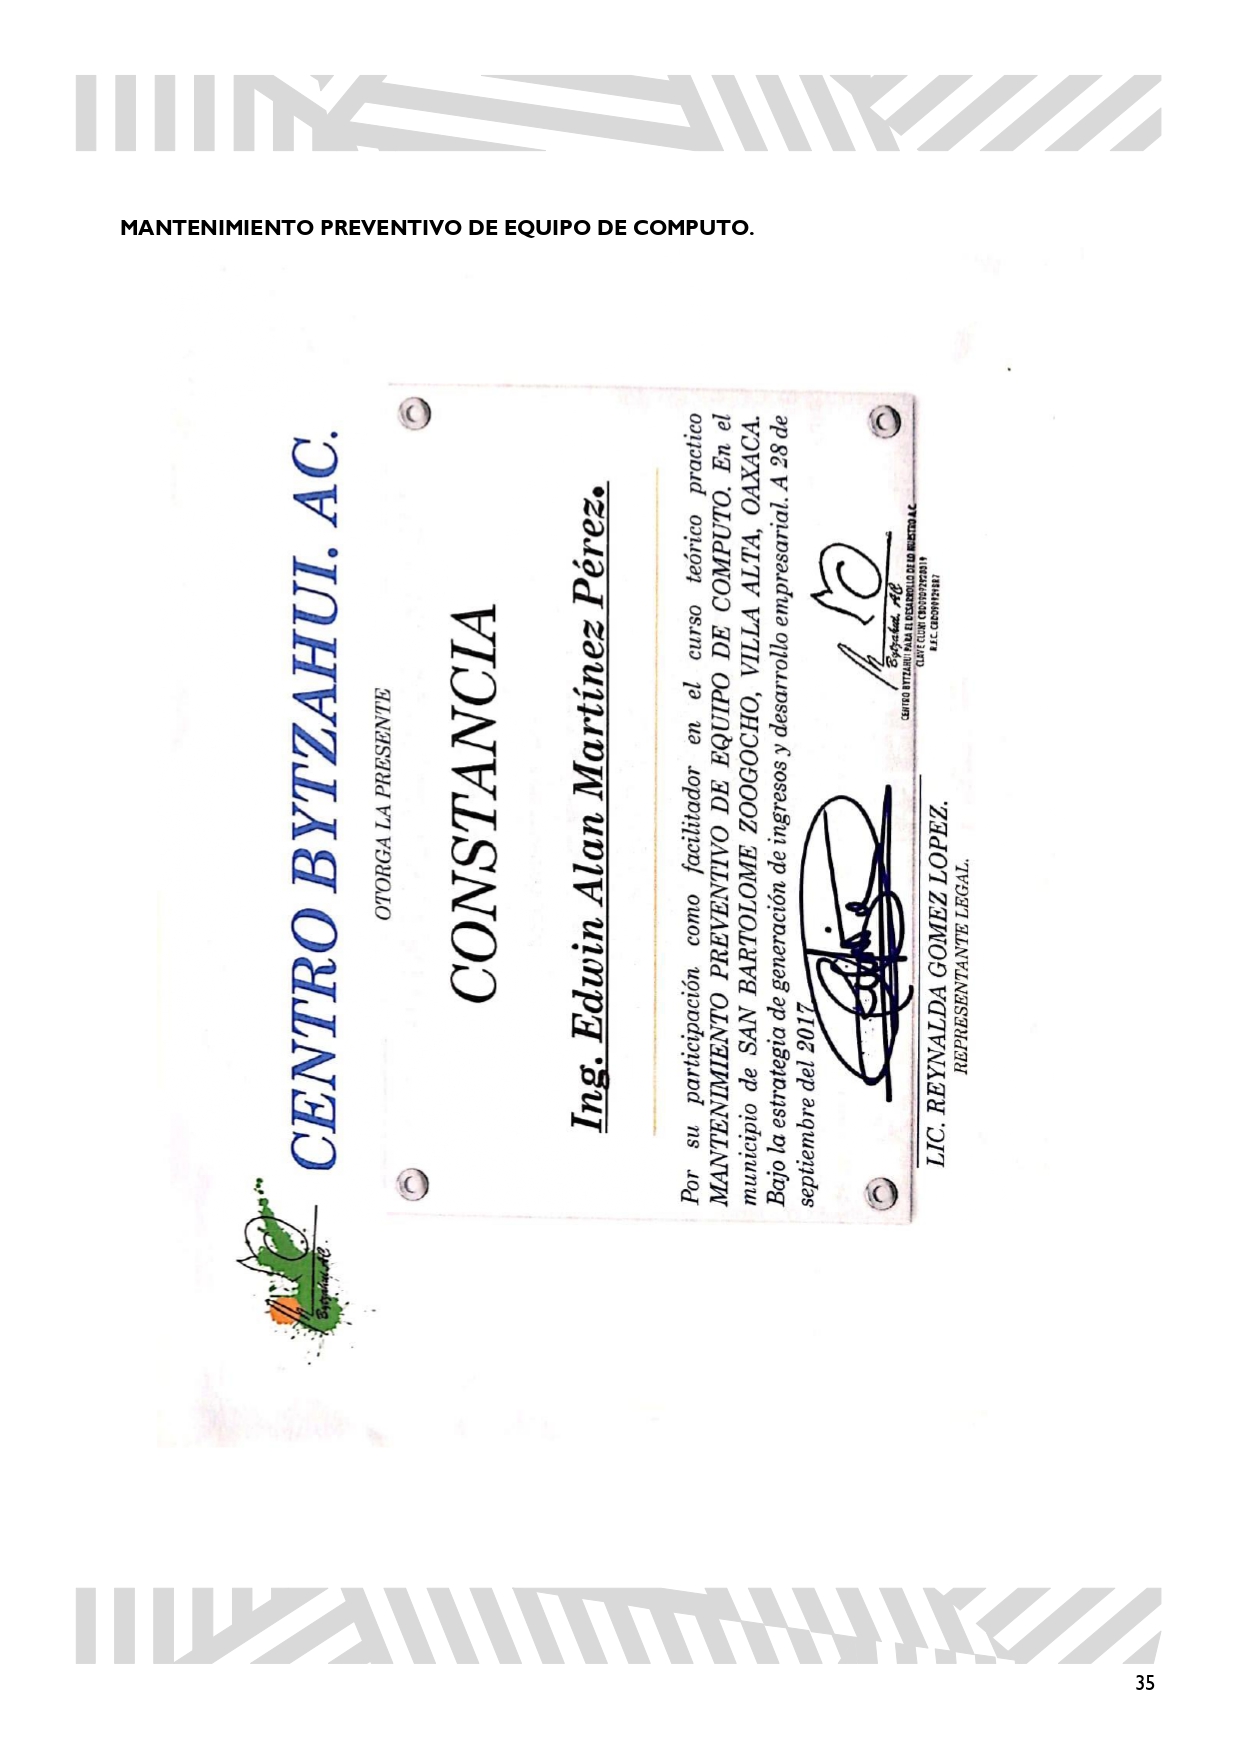 MANTENIMIENTO PREVENTIVO DE EQUIPO DE COMPUTO.
CENTRO BYTZAHUI. AC.
Bytzahui AC.
OTORGA LA PRESENTE
CONSTANCIA
Ing. Edwin Alan Martínez Pérez.
Por su participación como facilitador en el curso teórico practico
MANTENIMIENTO PREVENTIVO DE EQUIPO DE COMPUTO. En el
municipio de SAN BARTOLOME ZOOGOCHO, VILLA ALTA, OAXACA.
Bajo la estrategia de generación de ingresos y desarrollo empresarial. A 28 de
septiembre del 2017
Bytzahui. AC
CENTRO BYTZAHUI PARA EL DESARROLLO DE LO NUESTRO A.C.
LIC. REYNALDA GOMEZ LOPEZ.
REPRESENTANTE LEGAL.
35